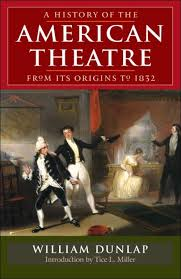 A HISTORY OF THE
AMERICAN
THEATRE
FROM ITS ORIGINS TO 1832
WILLIAM DUNLAP
Introduction by Tice L. Miller